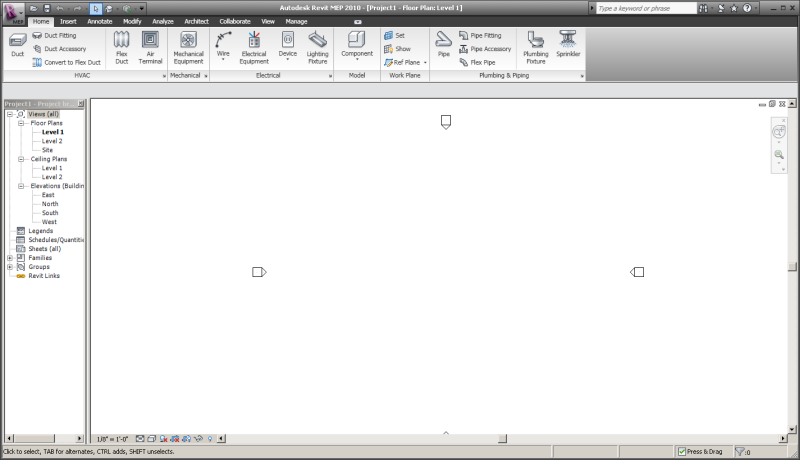 Autodesk Revit MEP 2010 - [Project1 - Floor Plan: Level 1]
Type a keyword or phrase
MEP
Home Insert Annotate Modify Analyze Architect Collaborate View Manage
Duct
Duct Fitting
Duct Accessory
Convert to Flex Duct
Flex Duct
Air Terminal
Mechanical Equipment
Wire
Electrical Equipment
Device
Lighting Fixture
Component
Set
Show
Ref Plane
Pipe
Pipe Fitting
Pipe Accessory
Flex Pipe
Plumbing Fixture
Sprinkler
HVAC Mechanical Electrical Model Work Plane Plumbing & Piping
Project1 - Project
Views (all)
Floor Plans
Level 1
Level 2
Site
Ceiling Plans
Level 1
Level 2
Elevations (Buildin
East
North
South
West
Legends
Schedules/Quantitie
Sheets (all)
Families
Groups
Revit Links
1/8" = 1'-0"
Click to select, TAB for alternates, CTRL adds, SHIFT unselects.
Press & Drag
:0